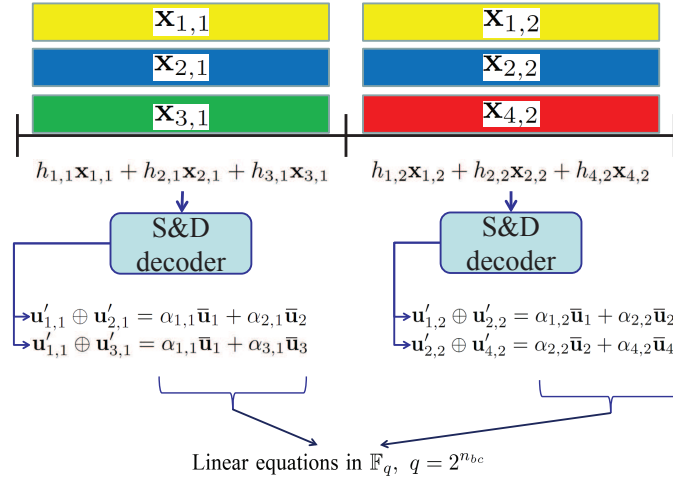 𝐱₁,₁ 𝐱₁,₂
𝐱₂,₁ 𝐱₂,₂
𝐱₃,₁ 𝐱₄,₂
h₁,₁𝐱₁,₁ + h₂,₁𝐱₂,₁ + h₃,₁𝐱₃,₁
h₁,₂𝐱₁,₂ + h₂,₂𝐱₂,₂ + h₄,₂𝐱₄,₂
S&D
decoder
S&D
decoder
𝐮′₁,₁ ⊕ 𝐮′₂,₁ = α₁,₁𝐮̄₁ + α₂,₁𝐮̄₂
𝐮′₁,₁ ⊕ 𝐮′₃,₁ = α₁,₁𝐮̄₁ + α₃,₁𝐮̄₃
𝐮′₁,₂ ⊕ 𝐮′₂,₂ = α₁,₂𝐮̄₁ + α₂,₂𝐮̄₂
𝐮′₂,₂ ⊕ 𝐮′₄,₂ = α₂,₂𝐮̄₂ + α₄,₂𝐮̄₄
Linear equations in 𝔽_q, q = 2^{n_{bc}}